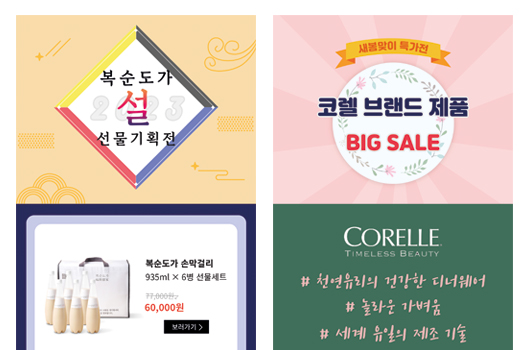 복순도가
2023
설
선물기획전
복순도가 손막걸리
935ml × 6병 선물세트
77,000원~
60,000원
보러가기 >
새봄맞이 특가전
코렐 브랜드 제품
BIG SALE
CORELLE
TIMELESS BEAUTY
# 천연유리의 건강한 디너웨어
# 놀라운 가벼움
# 세계 유일의 제조 기술